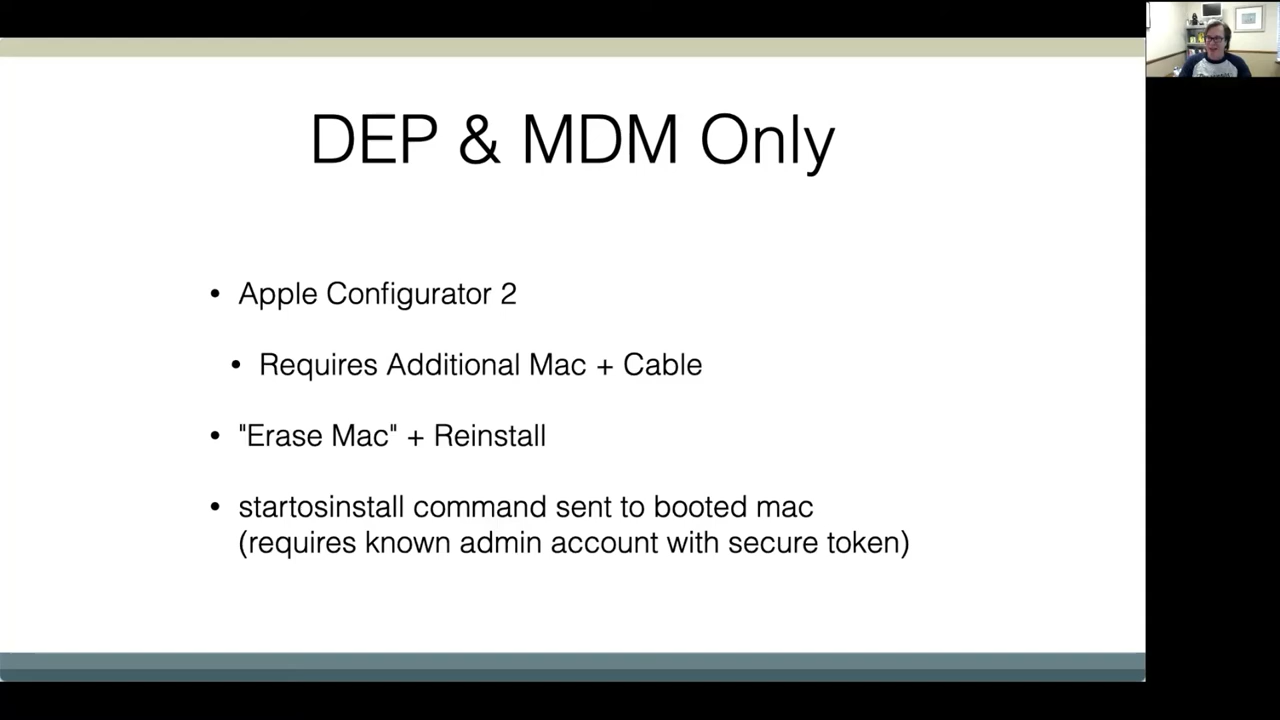 DEP & MDM Only
• Apple Configurator 2
• Requires Additional Mac + Cable
• "Erase Mac" + Reinstall
• startosinstall command sent to booted mac
(requires known admin account with secure token)